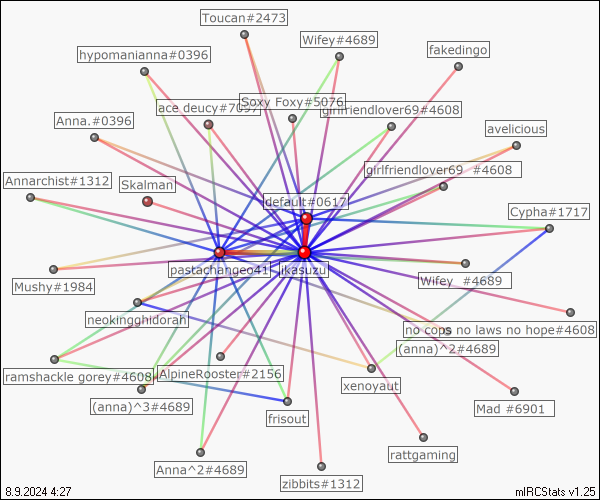 Toucan#2473
Wifey#4689
hypomanianna#0396
fakedingo
Soxy Foxy#5076
ace deucy#7097
girlfriendlover69#4608
Anna.#0396
avelicious
girlfriendlover69 #4608
Annarchist#1312
Skalman
default#0617
Cypha#1717
pastachangeo41
jikasuzu
Wifey #4689
Mushy#1984
neokingghidorah
no cops no laws no hope#4608
(anna)^2#4689
ramshackle gorey#4608
AlpineRooster#2156
xenoyaut
(anna)^3#4689
Mad #6901
frisout
rattgaming
Anna^2#4689
zibbits#1312
8.9.2024 4:27
mIRCStats v1.25